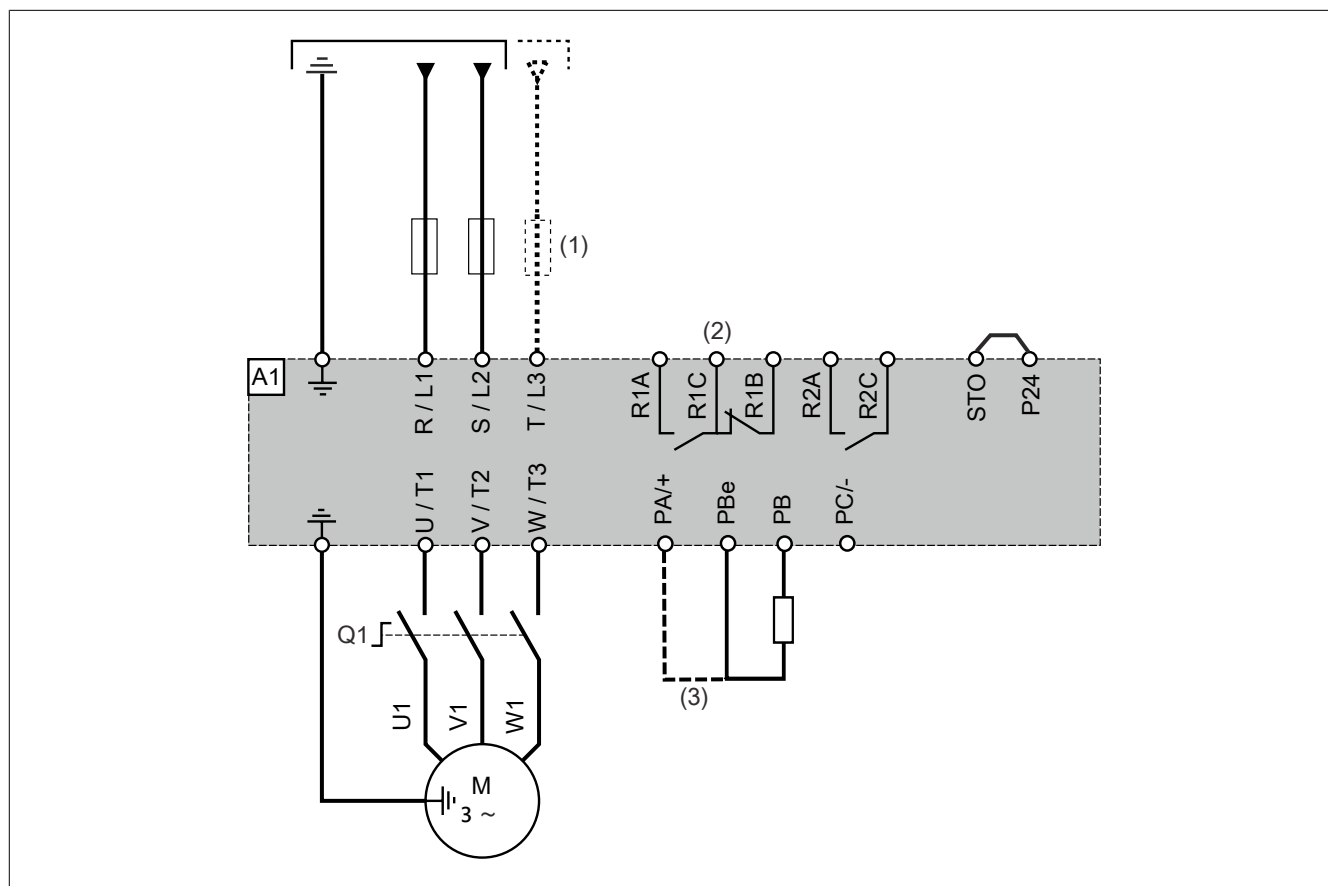 (1)
(2)
A1
R / L1
S / L2
T / L3
R1A
R1C
R1B
R2A
R2C
STO
P24
U / T1
V / T2
W / T3
PA/+
PBe
PB
PC/-
Q1
(3)
U1
V1
W1
M
3 ~